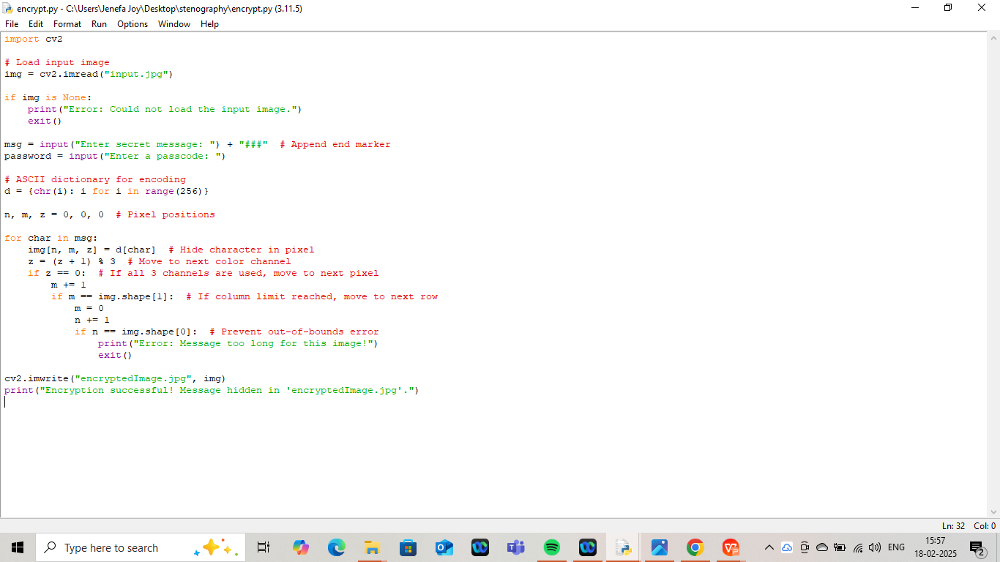 encrypt.py - C:\Users\Jenefa Joy\Desktop\stenography\encrypt.py (3.11.5)
File Edit Format Run Options Window Help
import cv2

# Load input image
img = cv2.imread("input.jpg")

if img is None:
    print("Error: Could not load the input image.")
    exit()

msg = input("Enter secret message: ") + "###"  # Append end marker
password = input("Enter a passcode: ")

# ASCII dictionary for encoding
d = {chr(i): i for i in range(256)}

n, m, z = 0, 0, 0  # Pixel positions

for char in msg:
    img[n, m, z] = d[char]  # Hide character in pixel
    z = (z + 1) % 3  # Move to next color channel
    if z == 0:  # If all 3 channels are used, move to next pixel
        m += 1
        if m == img.shape[1]:  # If column limit reached, move to next row
            m = 0
            n += 1
            if n == img.shape[0]:  # Prevent out-of-bounds error
                print("Error: Message too long for this image!")
                exit()

cv2.imwrite("encryptedImage.jpg", img)
print("Encryption successful! Message hidden in 'encryptedImage.jpg'.")
Ln: 32 Col: 0
Type here to search
ENG
15:57
18-02-2025
2